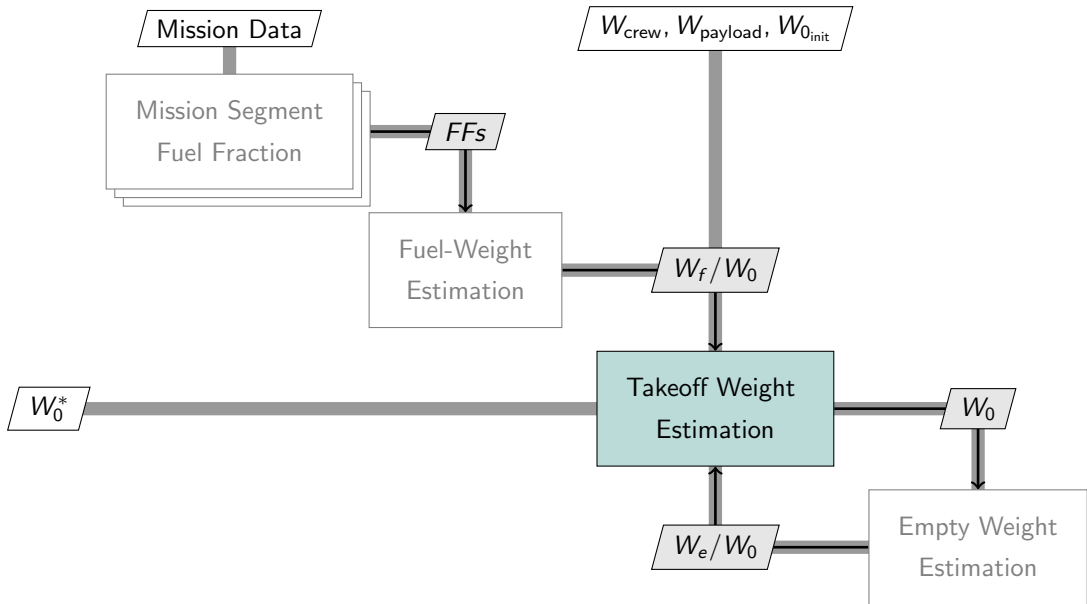 Mission Data
W_crew, W_payload, W_0_init
Mission Segment
Fuel Fraction
FFs
Fuel-Weight
Estimation
W_f/W_0
Takeoff Weight
Estimation
W_0^*
W_0
W_e/W_0
Empty Weight
Estimation